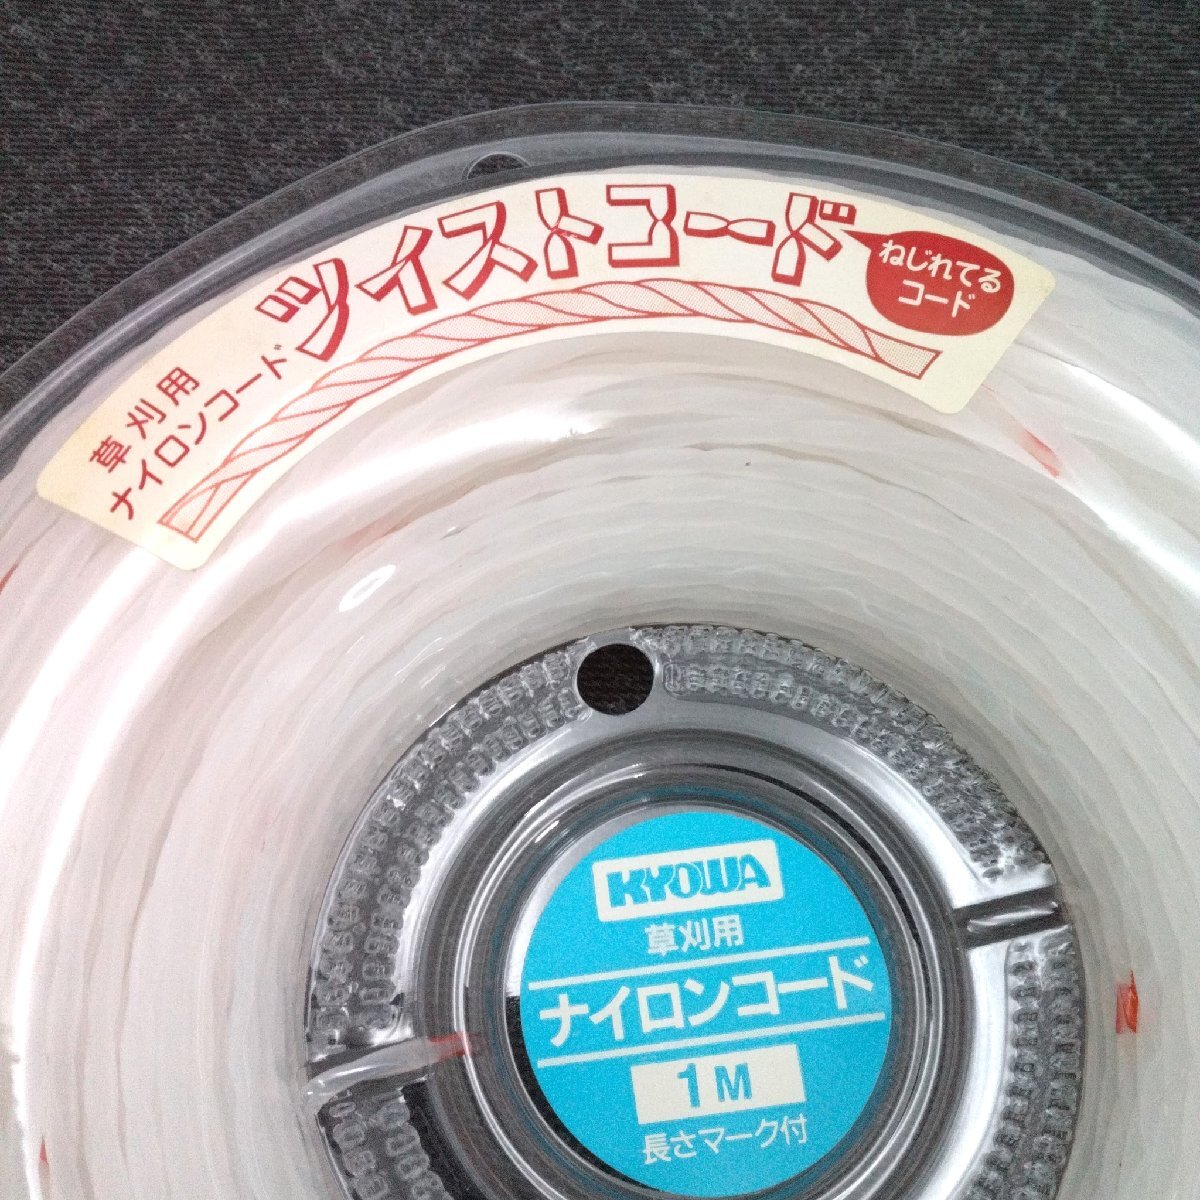 ツイストコード
ねじれてる
コード
草刈用
ナイロンコード
KYOWA
草刈用
ナイロンコード
1M
長さマーク付